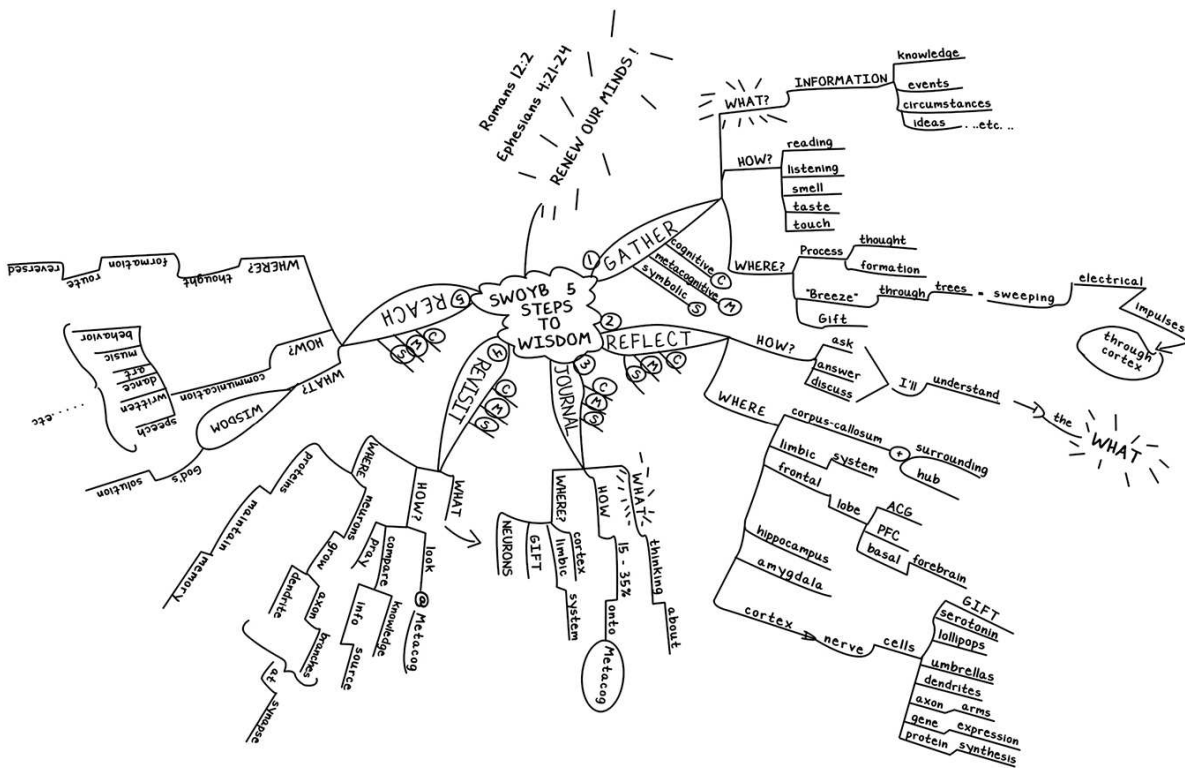 SWOYB 5
STEPS
TO
WISDOM
Romans 12:2
Ephesians 4:21-24
RENEW OUR MINDS!
1 GATHER
cognitive C
metacognitive M
symbolic S
WHAT?
INFORMATION
knowledge
events
circumstances
ideas ...etc...
HOW?
reading
listening
smell
taste
touch
WHERE?
Process
thought
formation
"Breeze" through trees = sweeping electrical impulses
through
cortex
Gift
2 REFLECT
C
M
S
HOW?
ask
answer
discuss
I'll understand the WHAT
WHERE
corpus-callosum + surrounding
hub
limbic system
frontal lobe
ACG
PFC
basal forebrain
hippocampus
amygdala
cortex nerve cells
GIFT
serotonin
lollipops
umbrellas
dendrites
axon arms
gene expression
protein synthesis
3 JOURNAL
C
M
S
WHAT
thinking about
HOW
15 - 35% onto Metacog
WHERE?
cortex
limbic system
GIFT
NEURONS
4 REVISIT
C
M
S
WHAT
HOW?
look @ Metacog
compare knowledge
pray info source
WHERE?
neurons grow
axon branches
dendrite
at synapse
proteins maintain memory
5 REACH
C
M
S
WHAT?
WISDOM
God's solution
HOW?
communication
speech
written
dance
art
music
behavior
.....etc
WHERE?
thought formation route reversed